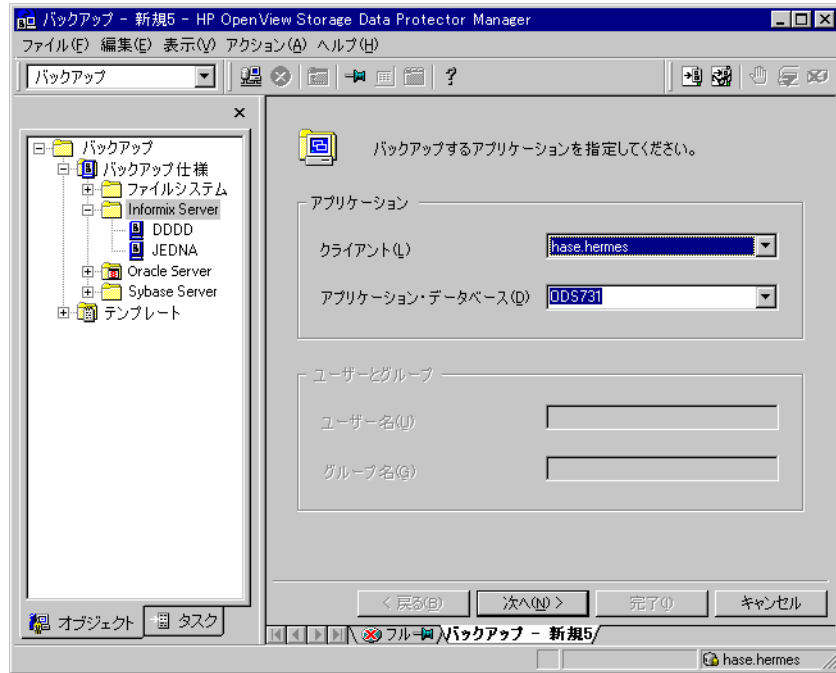 バックアップ - 新規5 - HP OpenView Storage Data Protector Manager
ファイル(F) 編集(E) 表示(V) アクション(A) ヘルプ(H)
バックアップ
バックアップするアプリケーションを指定してください。
バックアップ
バックアップ仕様
ファイルシステム
Informix Server
DDDD
JEDNA
Oracle Server
Sybase Server
テンプレート
アプリケーション
クライアント(L) hase.hermes
アプリケーション・データベース(D) ODS731
ユーザーとグループ
ユーザー名(U)
グループ名(G)
< 戻る(B) 次へ(N) > 完了(I) キャンセル
オブジェクト タスク
フル バックアップ - 新規5
hase.hermes